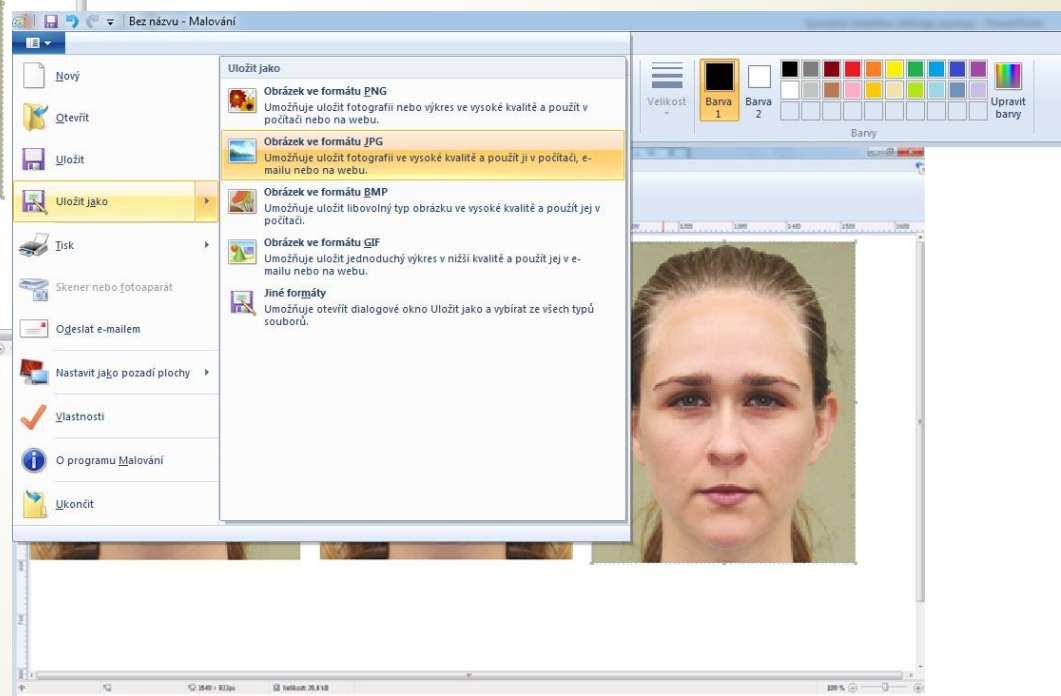 Bez názvu - Malování
Nový
Otevřít
Uložit
Uložit jako
Tisk
Skener nebo fotoaparát
Odeslat e-mailem
Nastavit jako pozadí plochy
Vlastnosti
O programu Malování
Ukončit
Uložit jako
Obrázek ve formátu PNG
Umožňuje uložit fotografii nebo výkres ve vysoké kvalitě a použít v
počítači nebo na webu.
Obrázek ve formátu JPG
Umožňuje uložit fotografii ve vysoké kvalitě a použít ji v počítači, e-
mailu nebo na webu.
Obrázek ve formátu BMP
Umožňuje uložit libovolný typ obrázku ve vysoké kvalitě a použít jej v
počítači.
Obrázek ve formátu GIF
Umožňuje uložit jednoduchý výkres v nižší kvalitě a použít jej v e-
mailu nebo na webu.
Jiné formáty
Umožňuje otevřít dialogové okno Uložit jako a vybírat ze všech typů
souborů.
Velikost
Barva
1
Barva
2
Upravit
barvy
Barvy
100 %